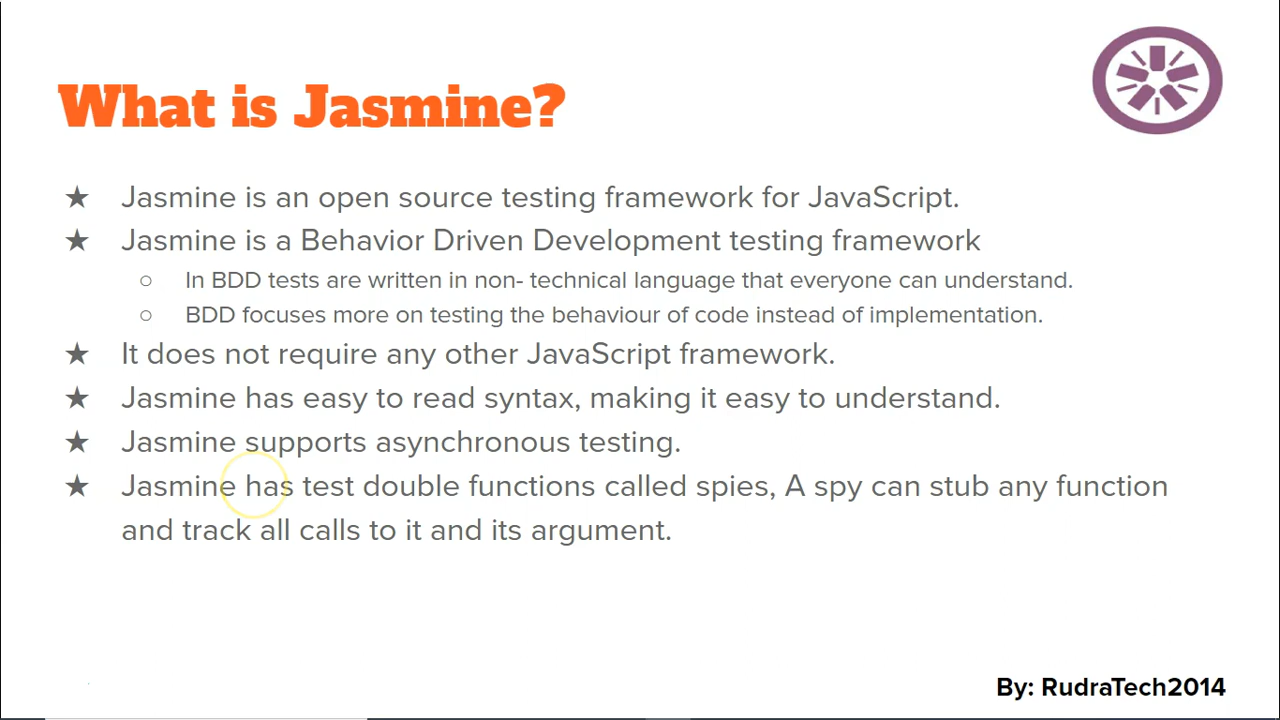 What is Jasmine?
★ Jasmine is an open source testing framework for JavaScript.
★ Jasmine is a Behavior Driven Development testing framework
○ In BDD tests are written in non- technical language that everyone can understand.
○ BDD focuses more on testing the behaviour of code instead of implementation.
★ It does not require any other JavaScript framework.
★ Jasmine has easy to read syntax, making it easy to understand.
★ Jasmine supports asynchronous testing.
★ Jasmine has test double functions called spies, A spy can stub any function
and track all calls to it and its argument.
By: RudraTech2014